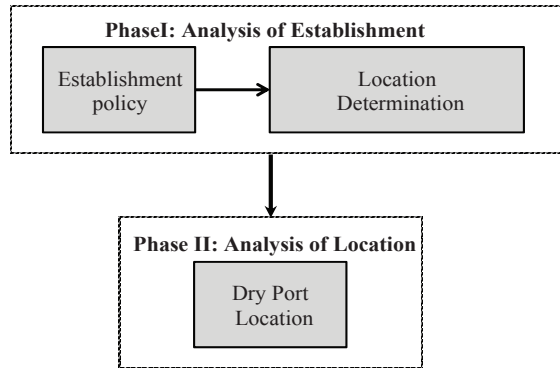 PhaseI: Analysis of Establishment
Establishment
policy
Location
Determination
Phase II: Analysis of Location
Dry Port
Location